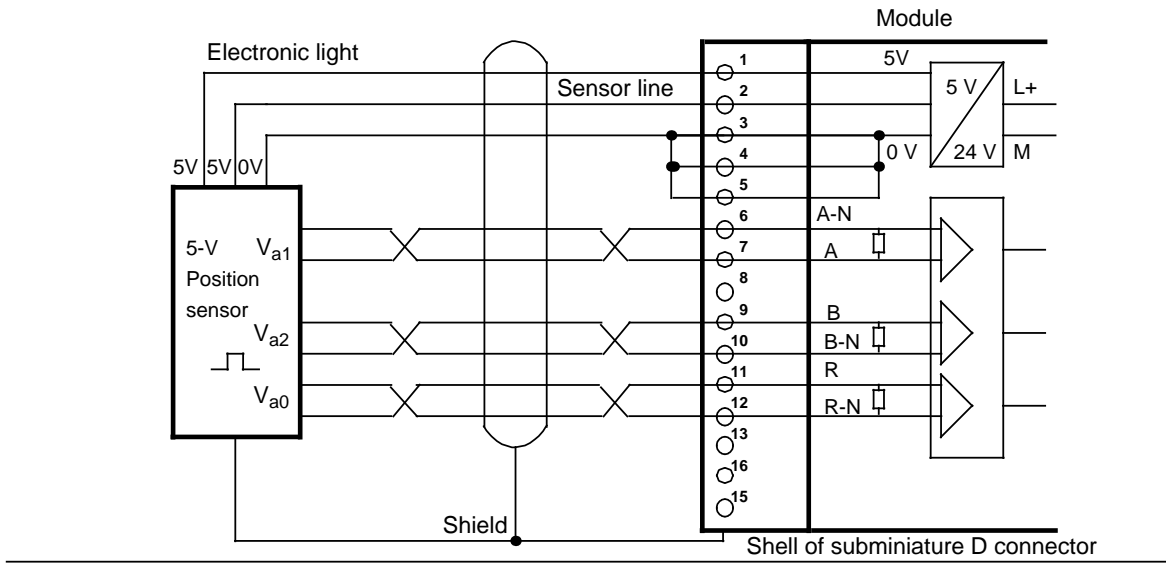 Module
Electronic light
1
5V
Sensor line
2
5 V
L+
3
4
0 V
24 V
M
5V 5V 0V
5
6
A-N
5-V
Position
sensor
Va1
7
A
8
9
B
Va2
10
B-N
11
R
Va0
12
R-N
13
16
15
Shield
Shell of subminiature D connector